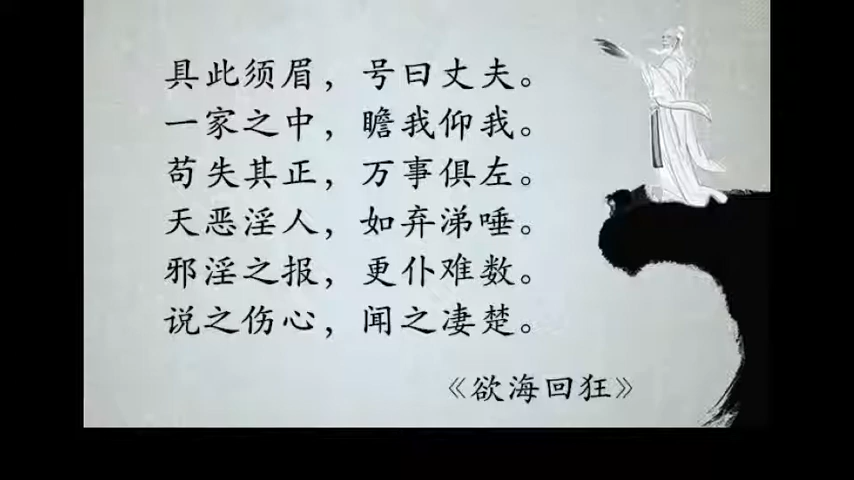 具此须眉，号曰丈夫。
一家之中，瞻我仰我。
苟失其正，万事俱左。
天恶淫人，如弃涕唾。
邪淫之报，更仆难数。
说之伤心，闻之凄楚。
《欲海回狂》